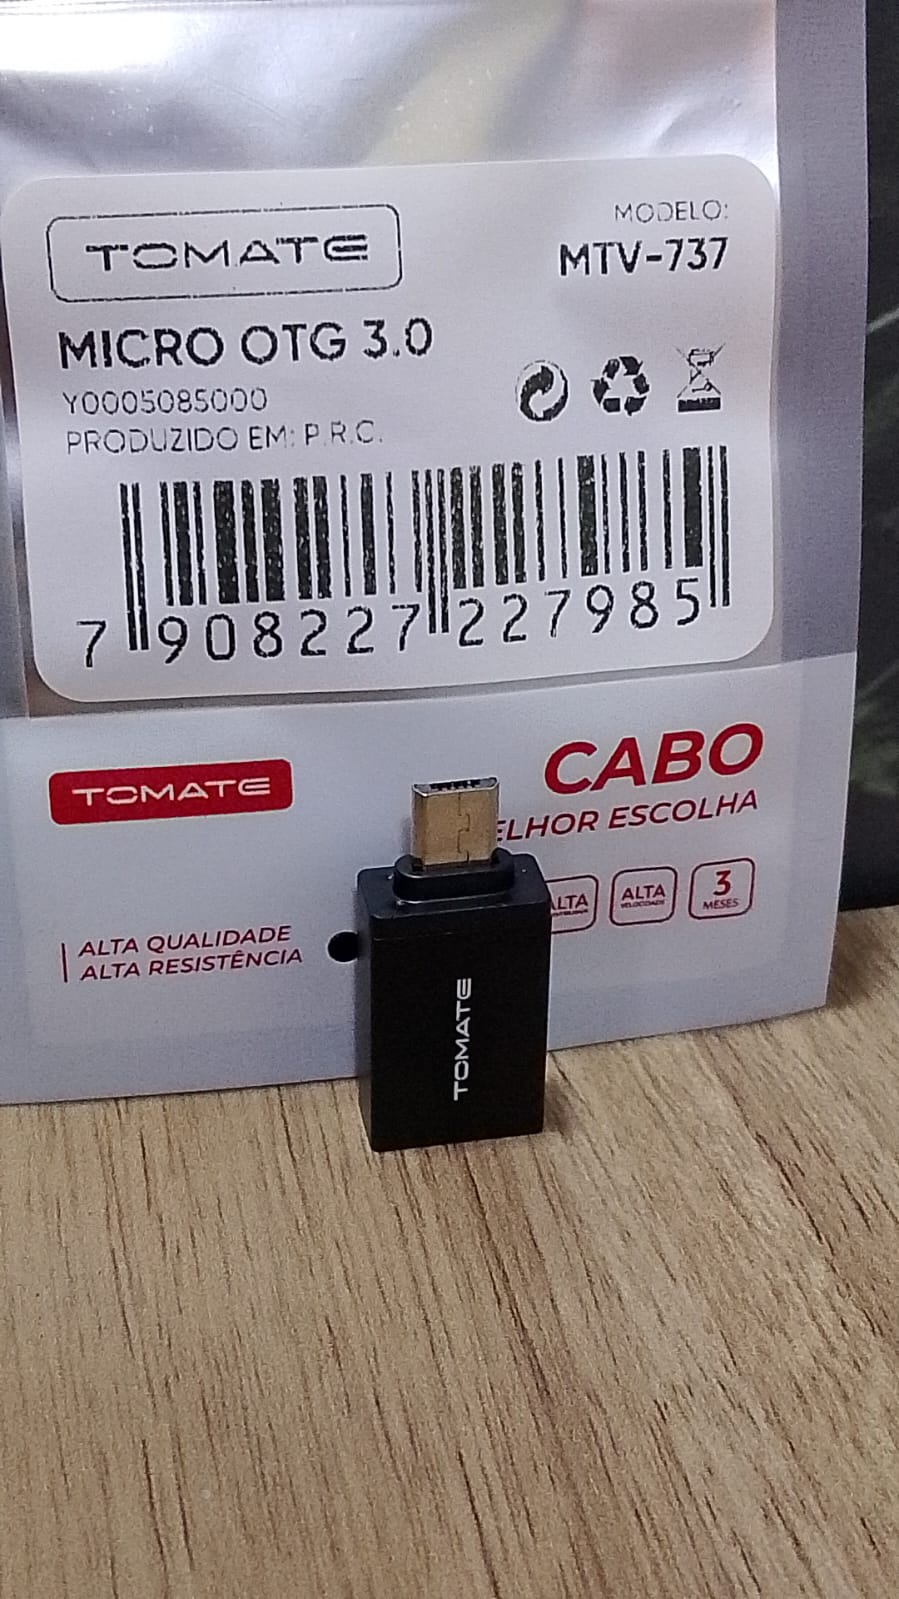 TOMATE
MODELO:
MTV-737
MICRO OTG 3.0
Y0005085000
PRODUZIDO EM: P.R.C.
7 908227 227985
TOMATE
CABO
ELHOR ESCOLHA
ALTA QUALIDADE
ALTA RESISTÊNCIA
ALTA
ALTA
VELOCIDADE
3
MESES
TOMATE